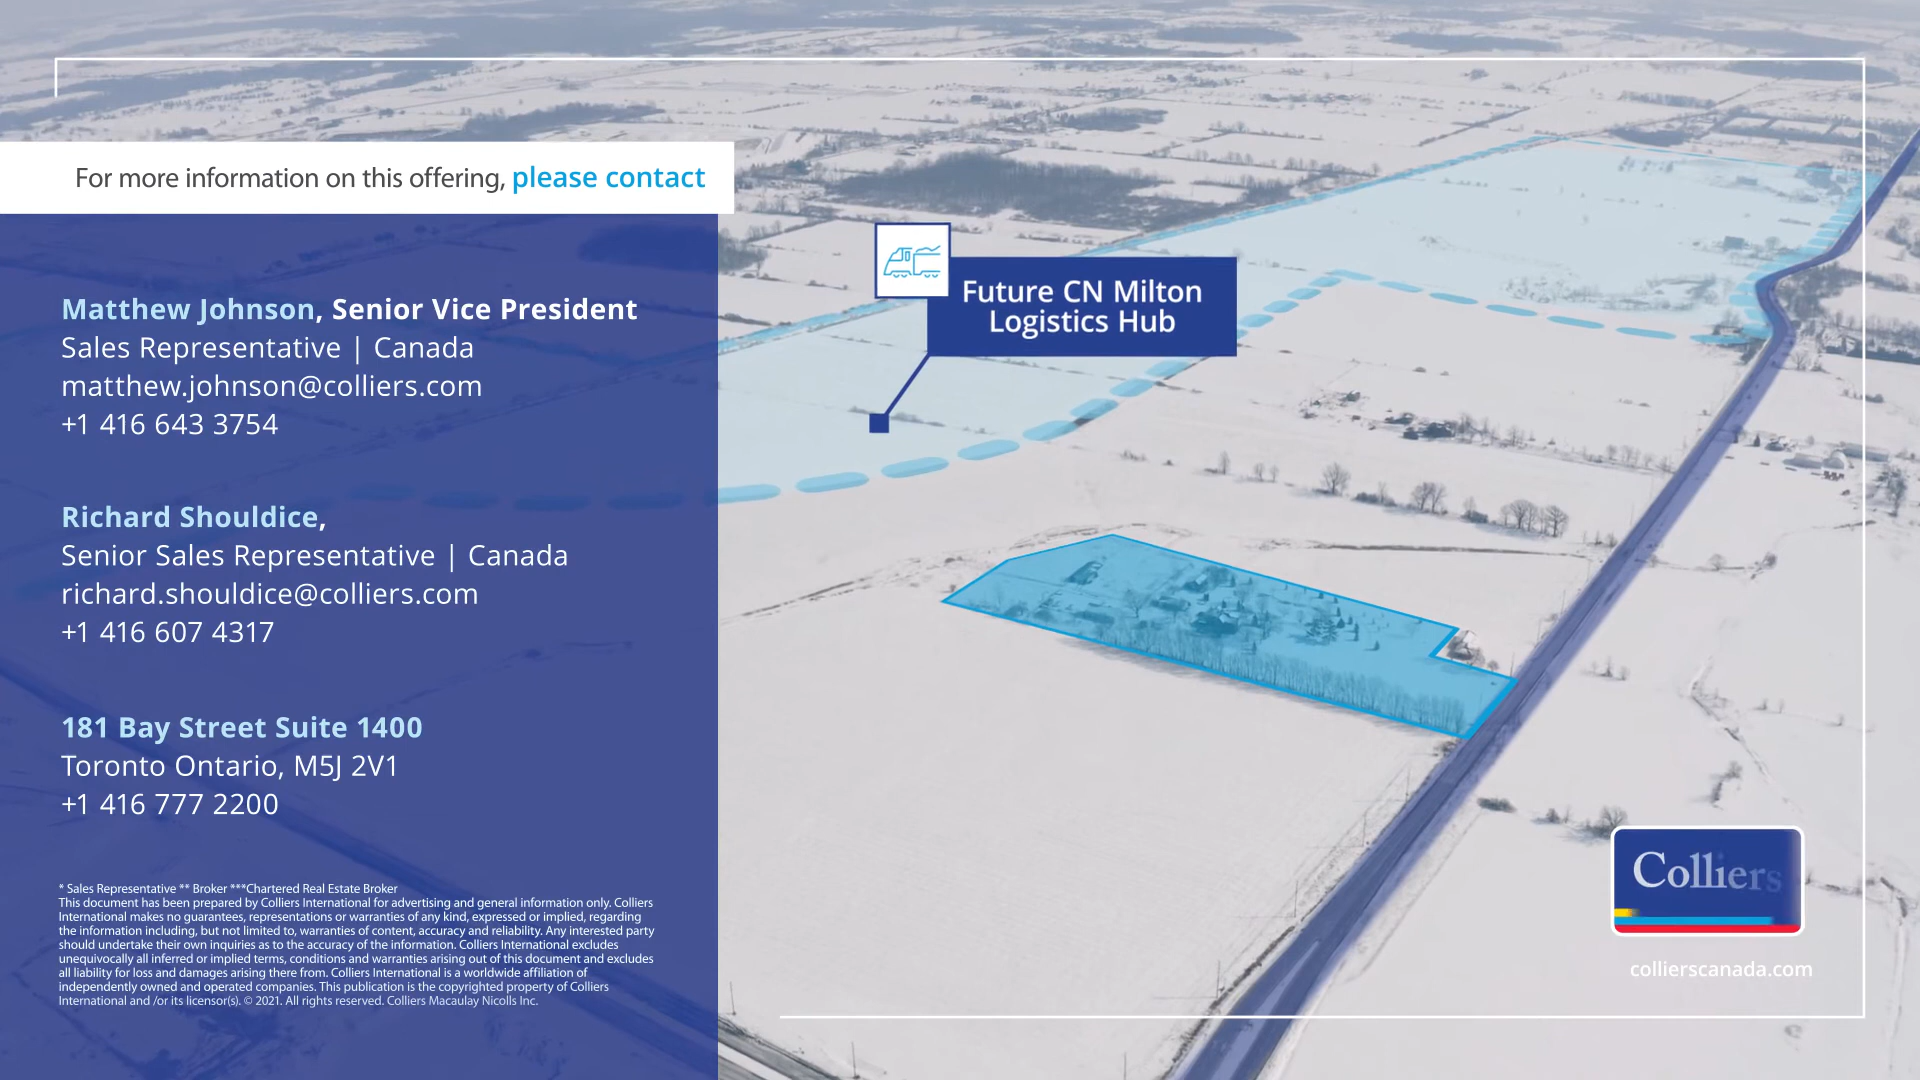 For more information on this offering, please contact
Matthew Johnson, Senior Vice President
Sales Representative | Canada
matthew.johnson@colliers.com
+1 416 643 3754
Richard Shouldice,
Senior Sales Representative | Canada
richard.shouldice@colliers.com
+1 416 607 4317
181 Bay Street Suite 1400
Toronto Ontario, M5J 2V1
+1 416 777 2200
* Sales Representative ** Broker ***Chartered Real Estate Broker
This document has been prepared by Colliers International for advertising and general information only. Colliers
International makes no guarantees, representations or warranties of any kind, expressed or implied, regarding
the information including, but not limited to, warranties of content, accuracy and reliability. Any interested party
should undertake their own inquiries as to the accuracy of the information. Colliers International excludes
unequivocally all inferred or implied terms, conditions and warranties arising out of this document and excludes
all liability for loss and damages arising there from. Colliers International is a worldwide affiliation of
independently owned and operated companies. This publication is the copyrighted property of Colliers
International and /or its licensor(s). © 2021. All rights reserved. Colliers Macaulay Nicolls Inc.
Future CN Milton
Logistics Hub
Colliers
collierscanada.com